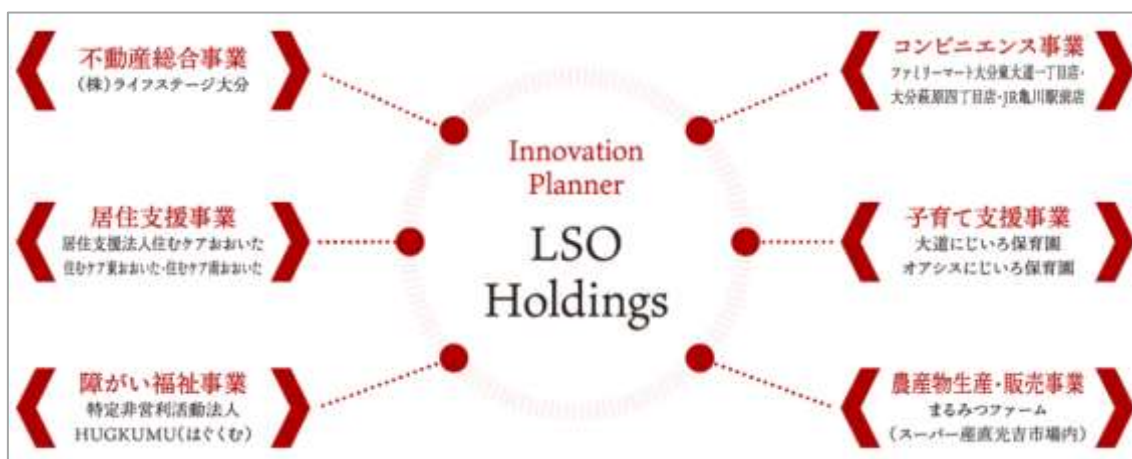 不動産総合事業
(株)ライフステージ大分
居住支援事業
居住支援法人住むケアおおいた
住むケア東おおいた・住むケア南おおいた
障がい福祉事業
特定非営利活動法人
HUGKUMU(はぐくむ)
Innovation
Planner
LSO
Holdings
コンビニエンス事業
ファミリーマート大分東大道一丁目店・
大分萩原四丁目店・JR亀川駅前店
子育て支援事業
大道にじいろ保育園
オアシスにじいろ保育園
農産物生産・販売事業
まるみつファーム
(スーパー産直光吉市場内)